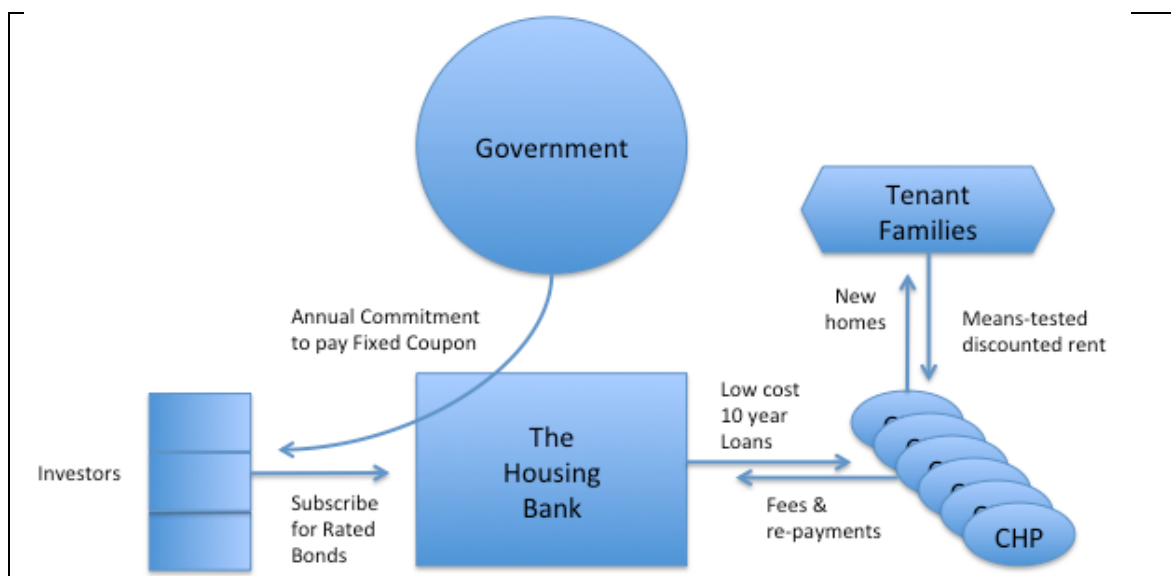 Government
Tenant
Families
New
homes
Means-tested
discounted rent
Annual Commitment
to pay Fixed Coupon
Investors
Subscribe
for Rated
Bonds
The
Housing
Bank
Low cost
10 year
Loans
Fees &
re-payments
CHP